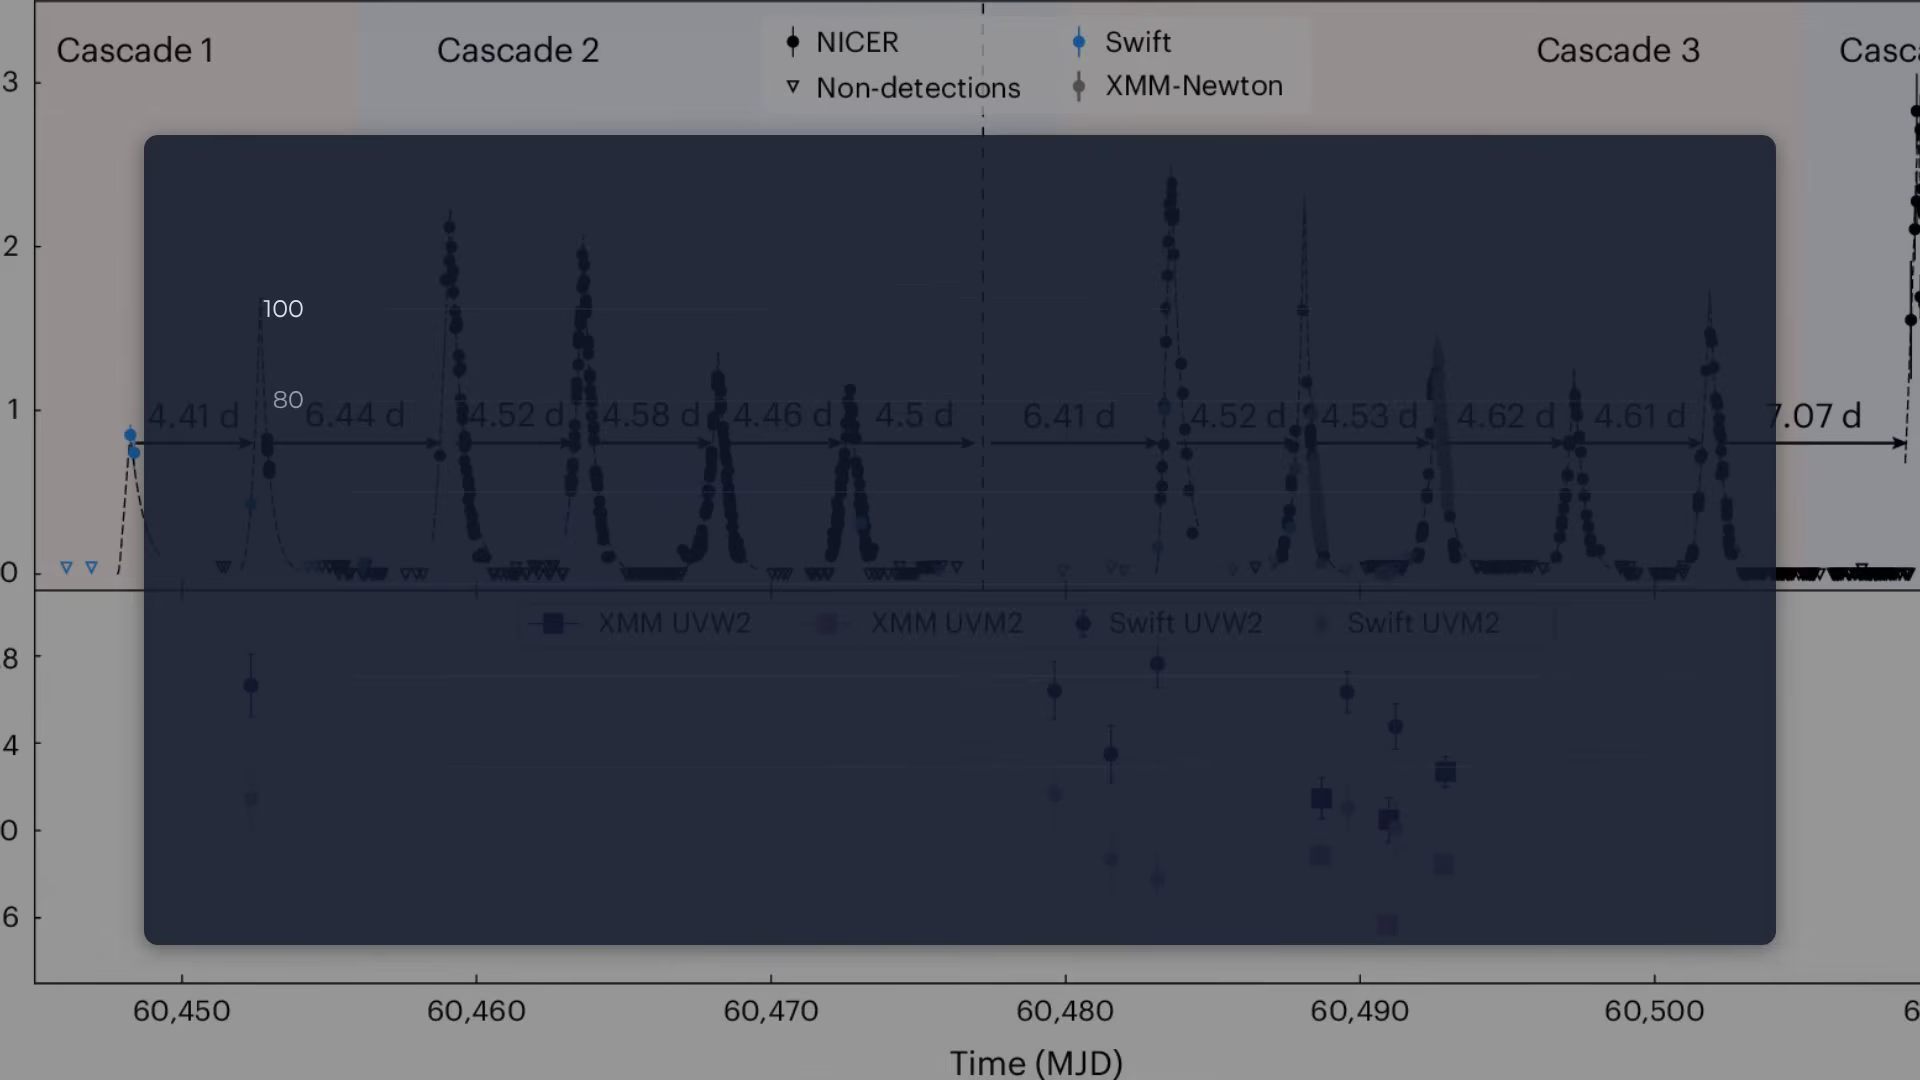 Cascade 1
Cascade 2
NICER
Swift
Cascade 3
Casca
Non-detections
XMM-Newton
3
2
100
80
1
4.41 d
6.44 d
4.52 d
4.58 d
4.46 d
4.5 d
6.41 d
4.52 d
4.53 d
4.62 d
4.61 d
7.07 d
0
XMM UVW2
XMM UVM2
Swift UVW2
Swift UVM2
.8
4
0
6
60,450
60,460
60,470
60,480
60,490
60,500
6
Time (MJD)